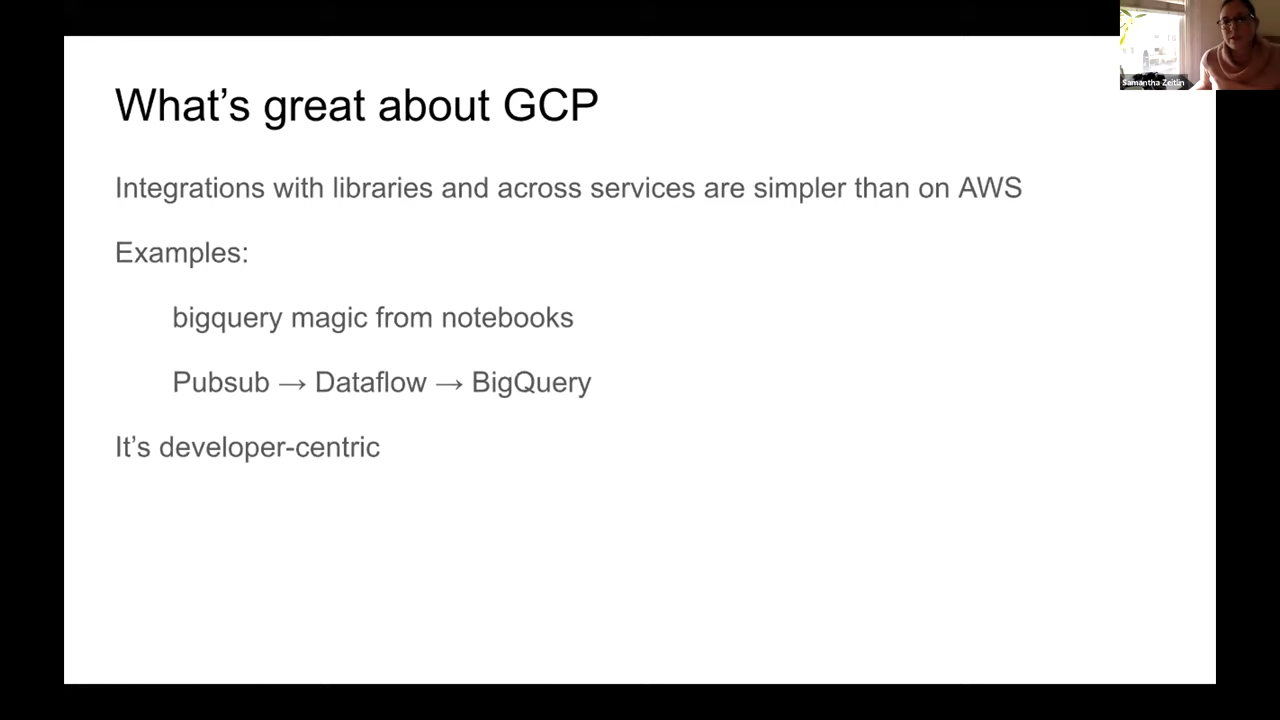 What’s great about GCP
Integrations with libraries and across services are simpler than on AWS
Examples:
bigquery magic from notebooks
Pubsub → Dataflow → BigQuery
It’s developer-centric
Samantha Zeitlin